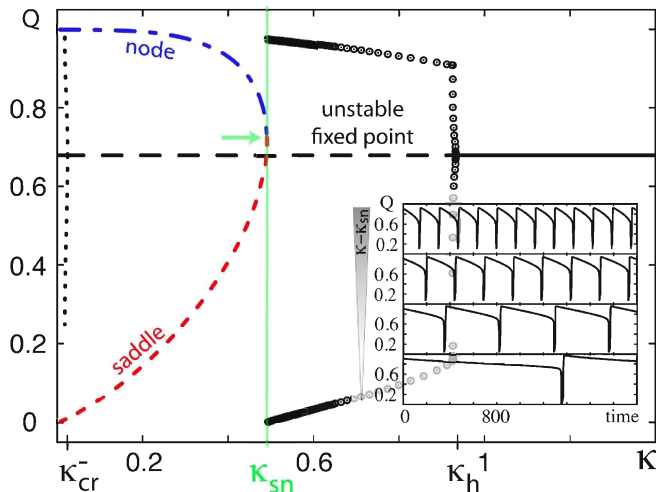 Q
1
0.8
0.6
0.4
0.2
0
node
saddle
unstable
fixed point
κ−κsn
Q
0.6
0.2
0.6
0.2
0.6
0.2
0.6
0 800 time
κcr⁻ 0.2 κsn 0.6 κh 1 κ